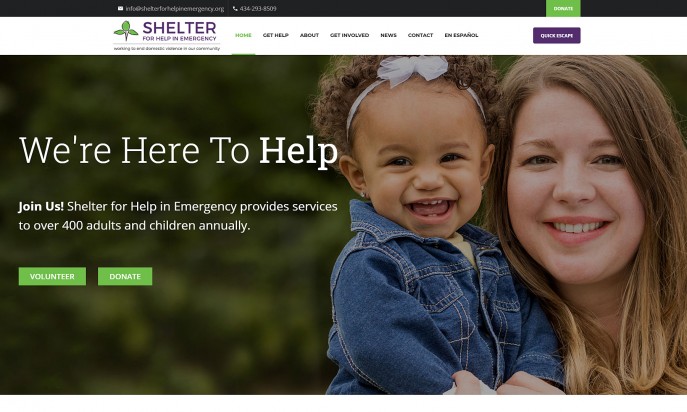 info@shelterforhelpinemergency.org 434-293-8509 DONATE
SHELTER
FOR HELP IN EMERGENCY
working to end domestic violence in our community
HOME GET HELP ABOUT GET INVOLVED NEWS CONTACT EN ESPAÑOL QUICK ESCAPE
We're Here To Help
Join Us! Shelter for Help in Emergency provides services
to over 400 adults and children annually.
VOLUNTEER DONATE